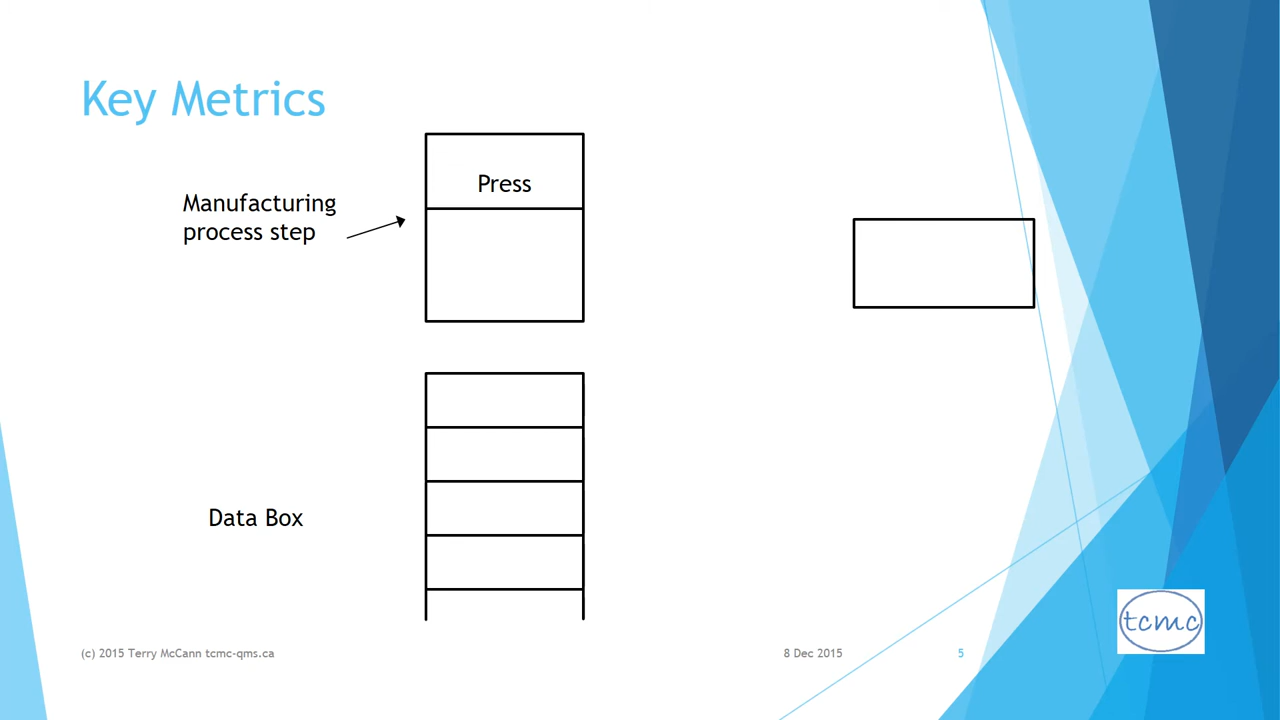 Key Metrics
Press
Manufacturing
process step
Data Box
(c) 2015 Terry McCann tcmc-qms.ca
8 Dec 2015
5
tcmc